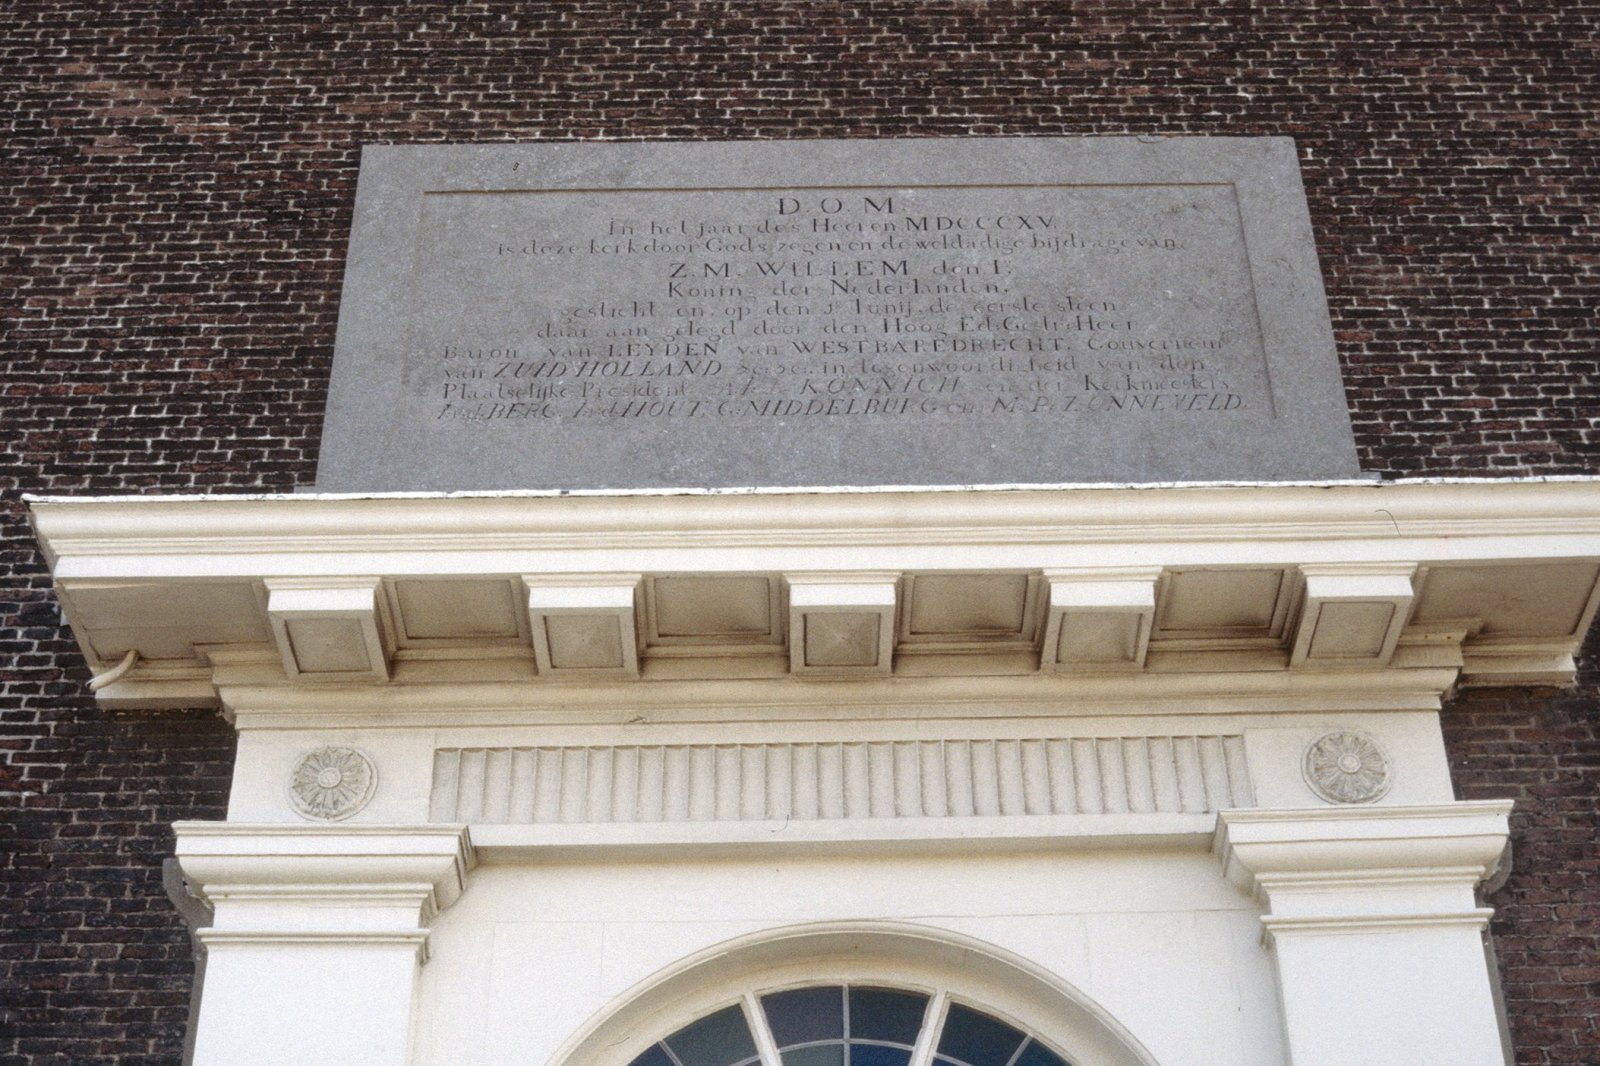 D.O.M.
In het jaar des Heeren MDCCCXV.
is deze kerk door Gods zegen en de weldadige bijdrage van
Z.M. WILLEM den I.
Koning der Nederlanden,
gesticht en op den Junij de eerste steen
daar aan gelegd door den Hoog Ed: Gestr: Heer
Baron van LEYDEN van WESTBAREDRECHT, Gouverneur
van ZUID HOLLAND in tegenwoordigheid van den
Plaatselijke President KONNICH en der Kerkmeesters
BERG, HOUT, C: MIDDELBURG en M. P. ZONNEVELD.